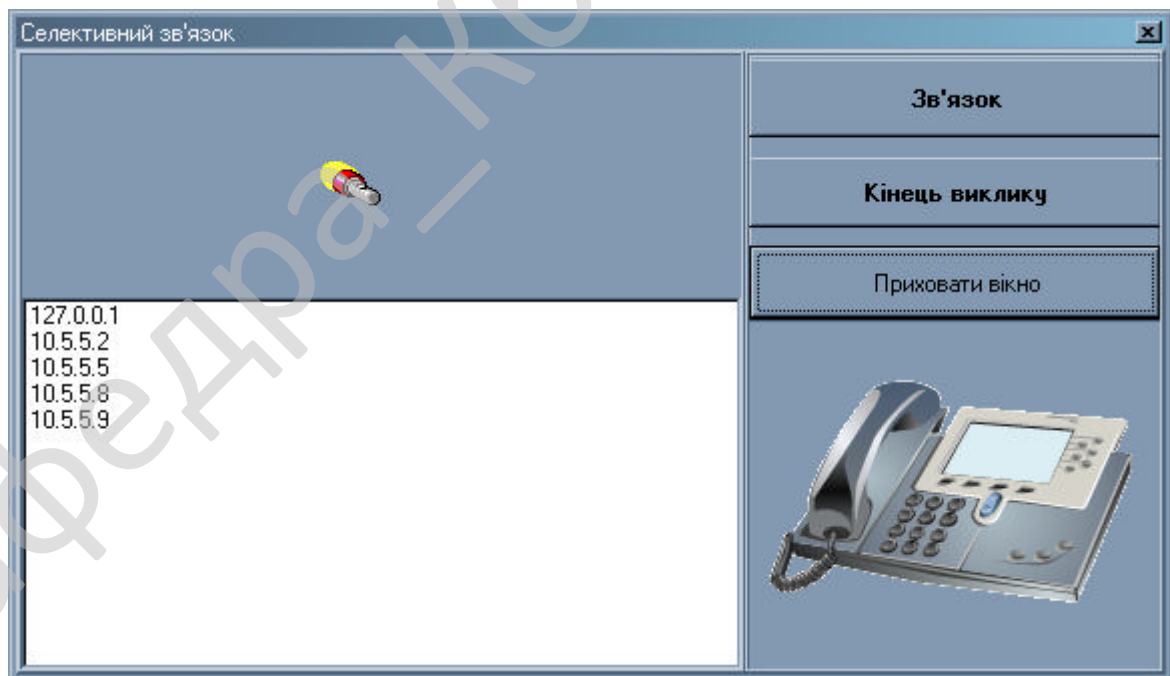 Селективний зв'язок
Зв'язок
Кінець виклику
Приховати вікно
127.0.0.1
10.5.5.2
10.5.5.5
10.5.5.8
10.5.5.9